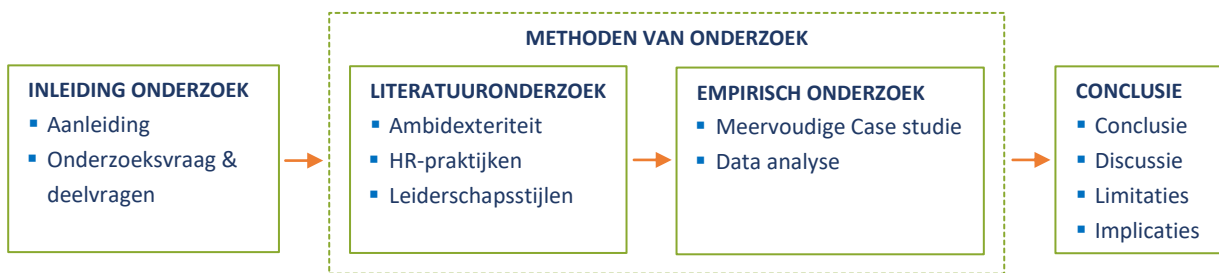 METHODEN VAN ONDERZOEK
INLEIDING ONDERZOEK
▪ Aanleiding
▪ Onderzoeksvraag &
deelvragen
LITERATUURONDERZOEK
▪ Ambidexteriteit
▪ HR-praktijken
▪ Leiderschapsstijlen
EMPIRISCH ONDERZOEK
▪ Meervoudige Case studie
▪ Data analyse
CONCLUSIE
▪ Conclusie
▪ Discussie
▪ Limitaties
▪ Implicaties